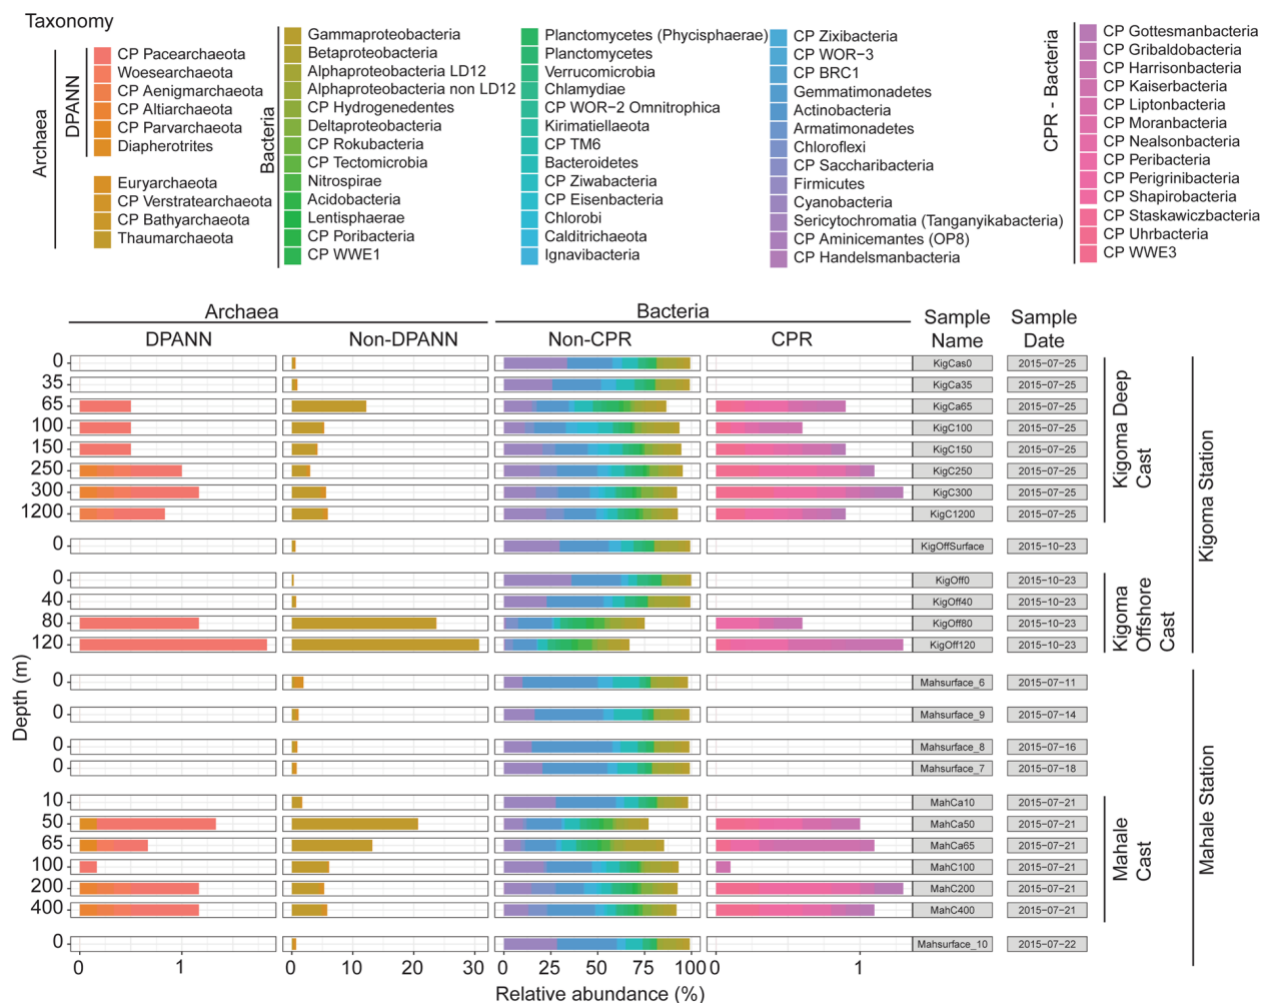 Taxonomy
Archaea
DPANN
CP Pacearchaeota
Woesearchaeota
CP Aenigmarchaeota
CP Altiarchaeota
CP Parvarchaeota
Diapherotrites
Euryarchaeota
CP Verstratearchaeota
CP Bathyarchaeota
Thaumarchaeota
Bacteria
Gammaproteobacteria
Betaproteobacteria
Alphaproteobacteria LD12
Alphaproteobacteria non LD12
CP Hydrogenedentes
Deltaproteobacteria
CP Rokubacteria
CP Tectomicrobia
Nitrospirae
Acidobacteria
Lentisphaerae
CP Poribacteria
CP WWE1
Planctomycetes (Phycisphaerae)
Planctomycetes
Verrucomicrobia
Chlamydiae
CP WOR−2 Omnitrophica
Kirimatiellaeota
CP TM6
Bacteroidetes
CP Ziwabacteria
CP Eisenbacteria
Chlorobi
Calditrichaeota
Ignavibacteria
CP Zixibacteria
CP WOR−3
CP BRC1
Gemmatimonadetes
Actinobacteria
Armatimonadetes
Chloroflexi
CP Saccharibacteria
Firmicutes
Cyanobacteria
Sericytochromatia (Tanganyikabacteria)
CP Aminicemantes (OP8)
CP Handelsmanbacteria
CPR - Bacteria
CP Gottesmanbacteria
CP Gribaldobacteria
CP Harrisonbacteria
CP Kaiserbacteria
CP Liptonbacteria
CP Moranbacteria
CP Nealsonbacteria
CP Peribacteria
CP Perigrinibacteria
CP Shapirobacteria
CP Staskawiczbacteria
CP Uhrbacteria
CP WWE3
Archaea
Bacteria
DPANN
Non-DPANN
Non-CPR
CPR
Sample
Name
Sample
Date
0 KigCas0 2015−07−25
35 KigCa35 2015−07−25
65 KigCa65 2015−07−25
100 KigC100 2015−07−25
150 KigC150 2015−07−25
250 KigC250 2015−07−25
300 KigC300 2015−07−25
1200 KigC1200 2015−07−25
0 KigOffSurface 2015−10−23
0 KigOff0 2015−10−23
40 KigOff40 2015−10−23
80 KigOff80 2015−10−23
120 KigOff120 2015−10−23
0 Mahsurface_6 2015−07−11
0 Mahsurface_9 2015−07−14
0 Mahsurface_8 2015−07−16
0 Mahsurface_7 2015−07−18
10 MahCa10 2015−07−21
50 MahCa50 2015−07−21
65 MahCa65 2015−07−21
100 MahC100 2015−07−21
200 MahC200 2015−07−21
400 MahC400 2015−07−21
0 Mahsurface_10 2015−07−22
Kigoma Deep
Cast
Kigoma
Offshore
Cast
Mahale
Cast
Kigoma Station
Mahale Station
Depth (m)
0 1 0 10 20 30 0 25 50 75 100 0 1
Relative abundance (%)